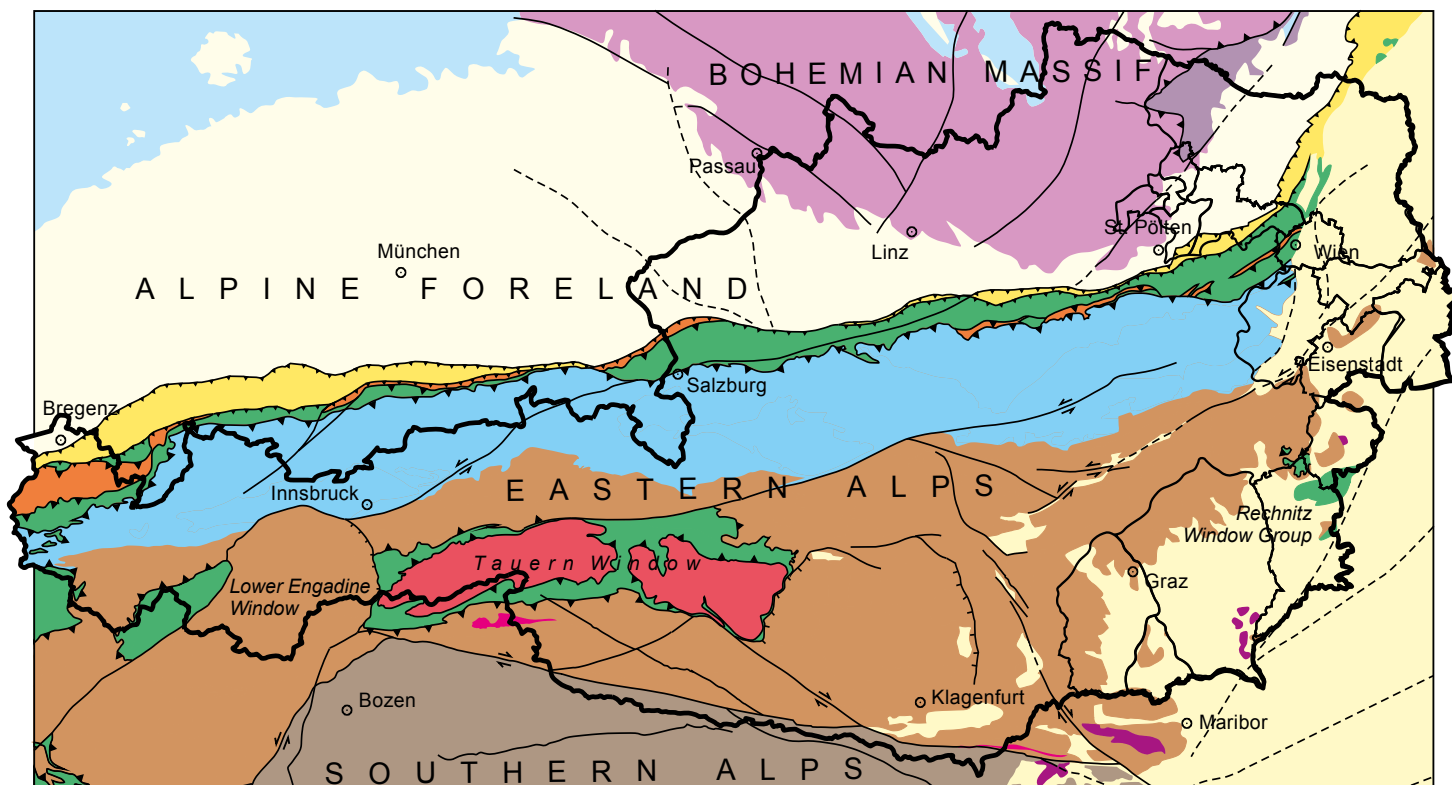 BOHEMIAN MASSIF
Passau
St. Pölten
Linz
Wien
München
ALPINE FORELAND
Eisenstadt
Salzburg
Bregenz
Innsbruck
EASTERN ALPS
Rechnitz
Window Group
Tauern Window
Lower Engadine
Window
Graz
Klagenfurt
Bozen
Maribor
SOUTHERN ALPS